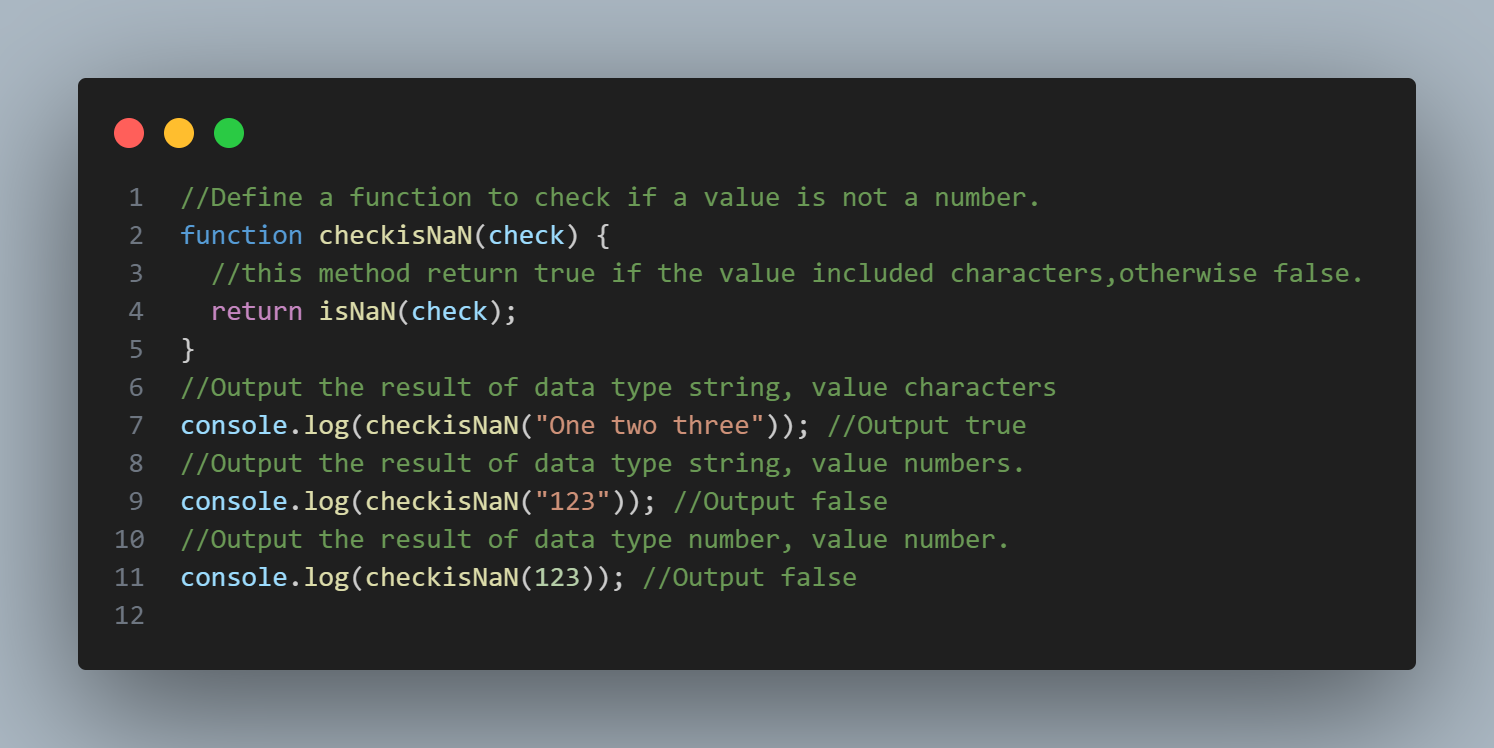 1 //Define a function to check if a value is not a number.
2 function checkisNaN(check) {
3   //this method return true if the value included characters,otherwise false.
4   return isNaN(check);
5 }
6 //Output the result of data type string, value characters
7 console.log(checkisNaN("One two three")); //Output true
8 //Output the result of data type string, value numbers.
9 console.log(checkisNaN("123")); //Output false
10 //Output the result of data type number, value number.
11 console.log(checkisNaN(123)); //Output false
12